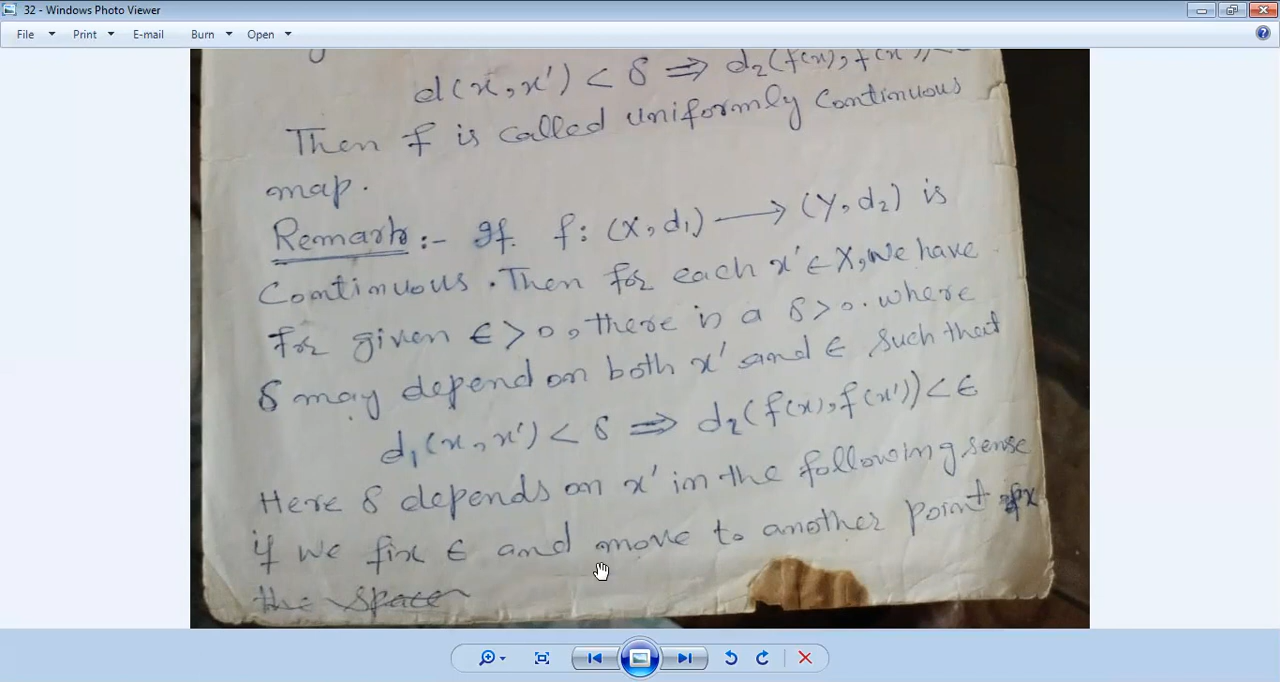 32 - Windows Photo Viewer
File Print E-mail Burn Open
d(x, x') < δ ⇒ d₂(f(x), f(x')) <
Then f is called uniformly continuous
map.
Remark :- If f: (X, d₁) ⟶ (Y, d₂) is
Continuous. Then for each x' ∈ X, we have
for given ϵ > 0, there is a δ > 0. where
δ may depend on both x' and ϵ such that
d₁(x, x') < δ ⇒ d₂(f(x), f(x')) < ϵ
Here δ depends on x' in the following sense
if we fix ϵ and move to another point of X
the space